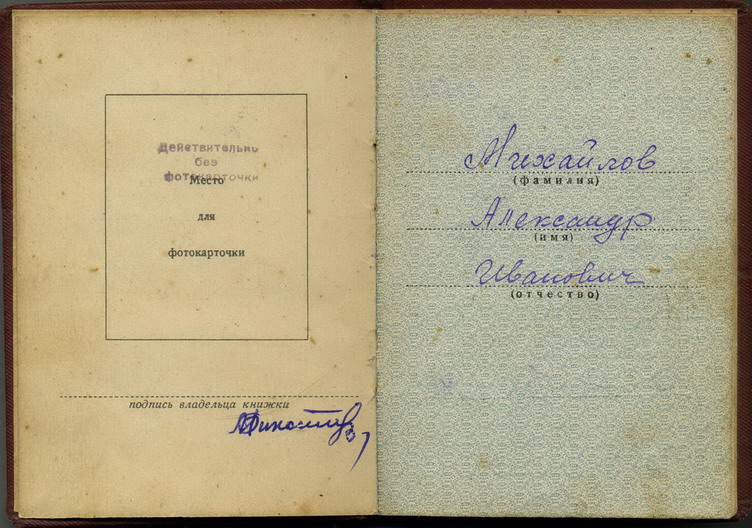 Действительно
без
фотокарточки
Место
для
фотокарточки
подпись владельца книжки
Михайлов
(фамилия)
Александр
(имя)
Иванович
(отчество)